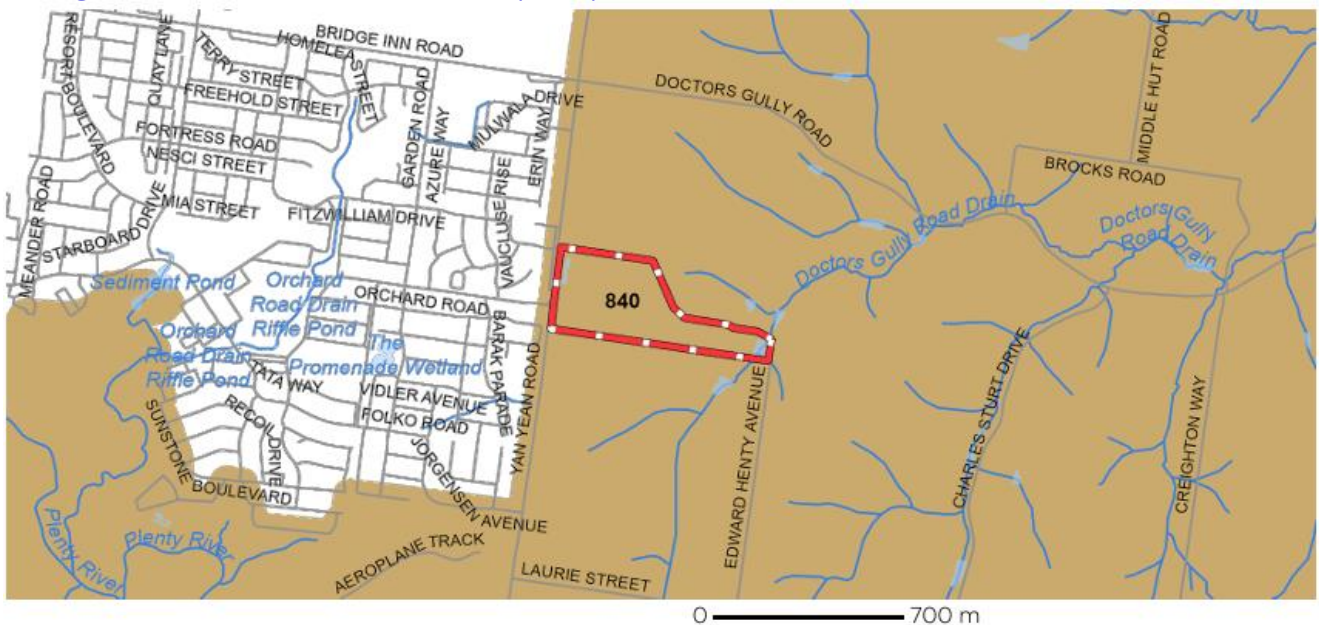 BRIDGE INN ROAD
RESORT BOULEVARD
QUAY LANE
TERRY STREET
HOMELEA STREET
FREEHOLD STREET
GARDEN ROAD
AZURE WAY
MULWALA DRIVE
ERIN WAY
DOCTORS GULLY ROAD
MIDDLE HUT ROAD
BROCKS ROAD
FORTRESS ROAD
NESCI STREET
MIA STREET
FITZWILLIAM DRIVE
VAUCLUSE RISE
MEANDER ROAD
STARBOARD DRIVE
Doctors Gully Road Drain
Doctors Gully
Road Drain
Sediment Pond
Orchard
Road Drain
Riffle Pond
ORCHARD ROAD
840
Orchard
Road Drain
Riffle Pond
The
Promenade Wetland
BARAK PARADE
YAN YEAN ROAD
TATA WAY
VIDLER AVENUE
FOLKO ROAD
RECOIL DRIVE
SUNSTONE BOULEVARD
JORGENSEN AVENUE
EDWARD HENTY AVENUE
CHARLES STURT DRIVE
CREIGHTON WAY
Plenty River
Plenty River
AEROPLANE TRACK
LAURIE STREET
0 700 m